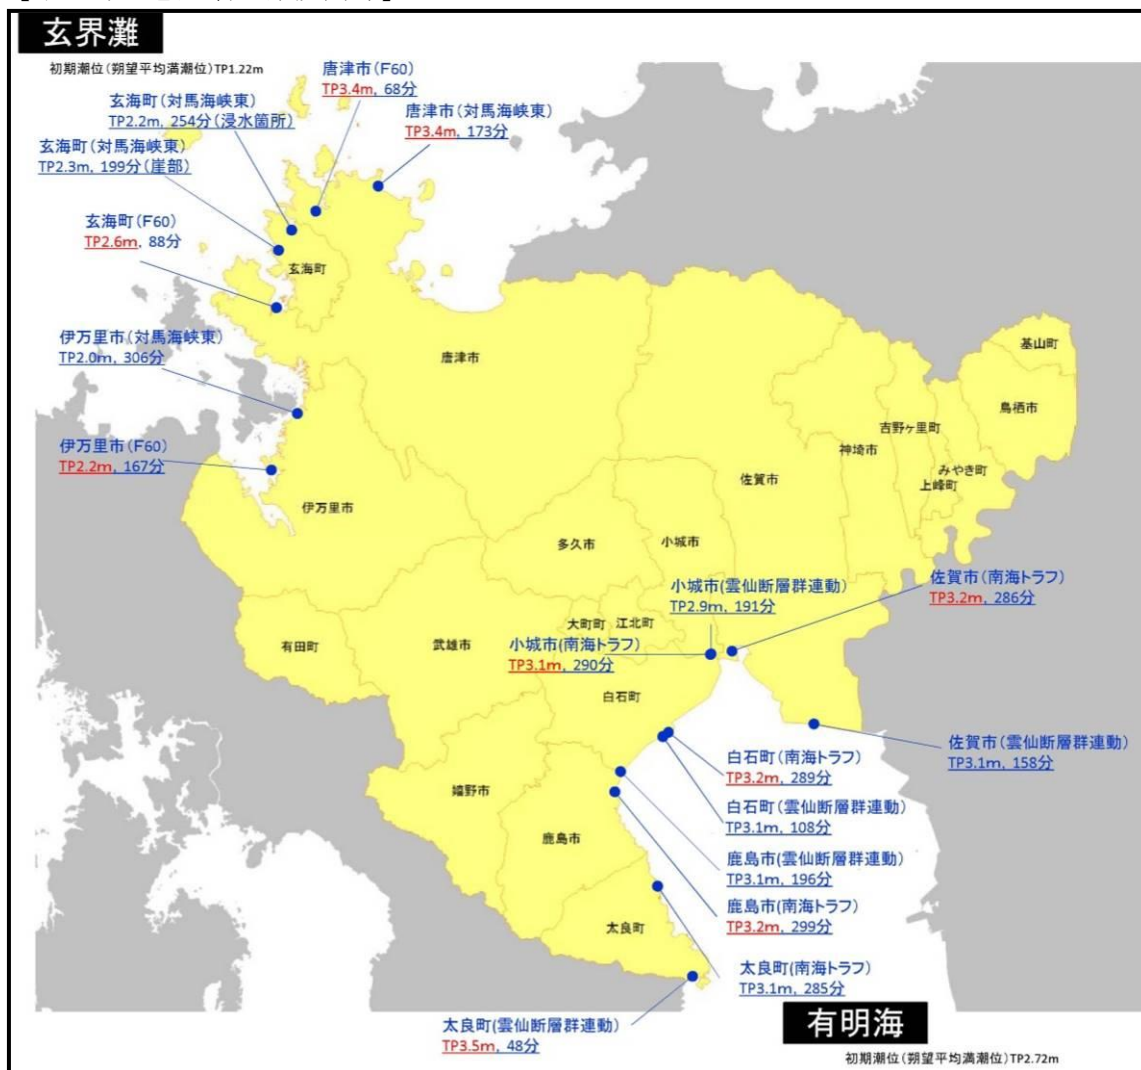 玄界灘
初期潮位(朔望平均満潮位)TP1.22m
唐津市(F60)
TP3.4m, 68分
玄海町(対馬海峡東)
TP2.2m, 254分(浸水箇所)
唐津市(対馬海峡東)
TP3.4m, 173分
玄海町(対馬海峡東)
TP2.3m, 199分(崖部)
玄海町(F60)
TP2.6m, 88分
玄海町
伊万里市(対馬海峡東)
TP2.0m, 306分
唐津市
基山町
鳥栖市
吉野ヶ里町
伊万里市(F60)
TP2.2m, 167分
神埼市
みやき町
上峰町
佐賀市
伊万里市
多久市
小城市
小城市(雲仙断層群連動)
TP2.9m, 191分
佐賀市(南海トラフ)
TP3.2m, 286分
大町町
江北町
有田町
武雄市
小城市(南海トラフ)
TP3.1m, 290分
白石町
佐賀市(雲仙断層群連動)
TP3.1m, 158分
白石町(南海トラフ)
TP3.2m, 289分
嬉野市
白石町(雲仙断層群連動)
TP3.1m, 108分
鹿島市
鹿島市(雲仙断層群連動)
TP3.1m, 196分
鹿島市(南海トラフ)
TP3.2m, 299分
太良町
太良町(南海トラフ)
TP3.1m, 285分
太良町(雲仙断層群連動)
TP3.5m, 48分
有明海
初期潮位(朔望平均満潮位)TP2.72m